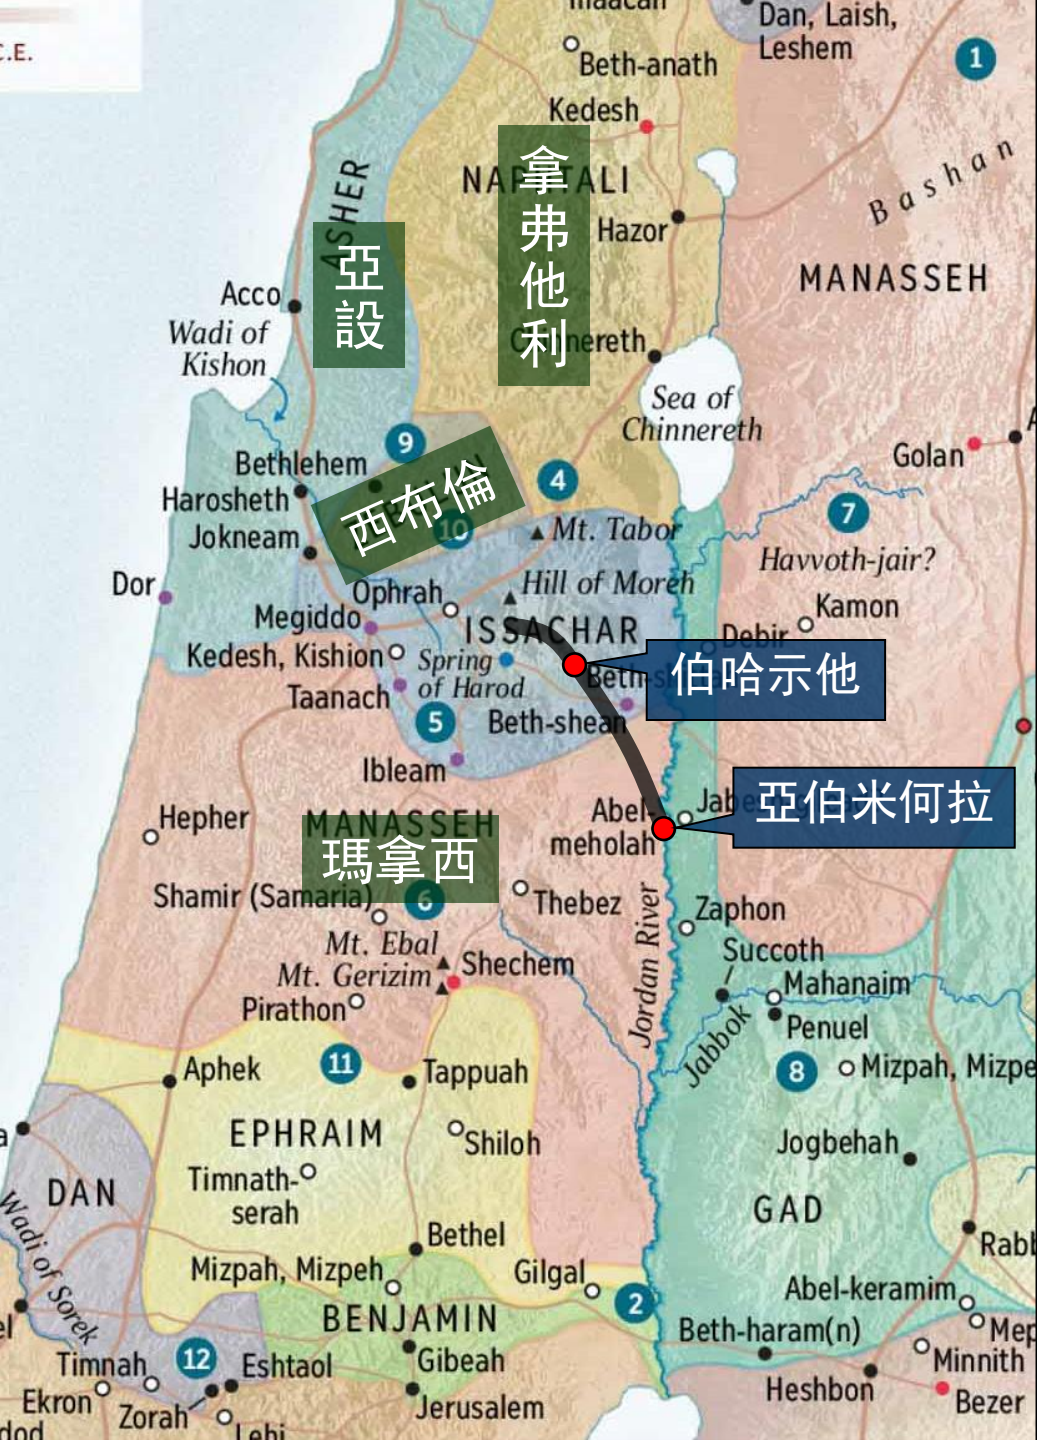 C.E.
Dan, Laish,
Leshem
1
Beth-anath
Kedesh
NAPHTALI
拿弗他利
Bashan
ASHER
亞設
Hazor
MANASSEH
Acco
Wadi of
Kishon
Chinnereth
Sea of
Chinnereth
9
Golan
Bethlehem
西布倫
4
Harosheth
10
7
Jokneam
Mt. Tabor
Havvoth-jair?
Dor
Ophrah
Hill of Moreh
Kamon
Megiddo
ISSACHAR
Debir
Kedesh, Kishion
Spring
of Harod
伯哈示他
Taanach
5
Beth-shean
Ibleam
亞伯米何拉
Hepher
MANASSEH
瑪拿西
Abel-
meholah
Shamir (Samaria)
6
Thebez
Zaphon
Jordan River
Mt. Ebal
Shechem
Succoth
Mt. Gerizim
Mahanaim
Pirathon
Penuel
Jabbok
Aphek
11
Tappuah
8
Mizpah, Mizpe
EPHRAIM
Shiloh
Jogbehah
DAN
Timnath-
serah
GAD
Wadi of Sorek
Bethel
Rabb
Mizpah, Mizpeh
Gilgal
2
Abel-keramim
BENJAMIN
Beth-haram(n)
Mep
Timnah
12
Eshtaol
Gibeah
Minnith
Ekron
Zorah
Jerusalem
Heshbon
Bezer
dod
Lehi